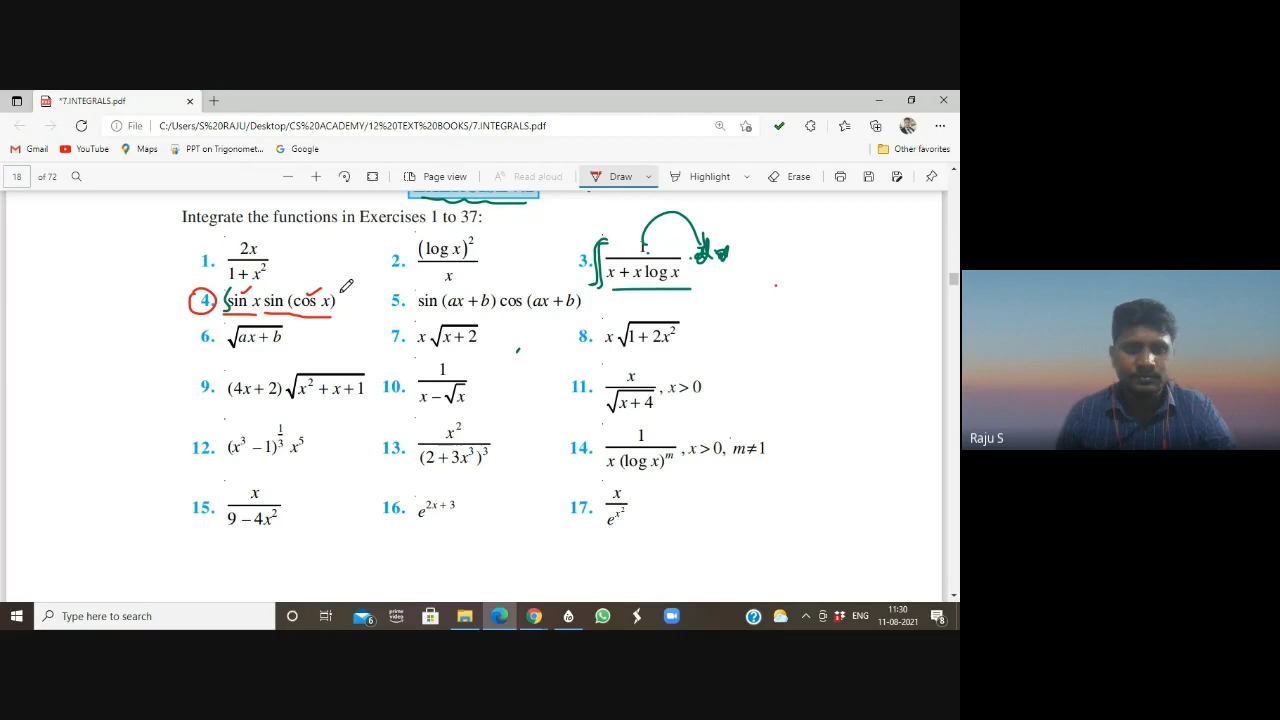 *7.INTEGRALS.pdf
File C:/Users/S%20RAJU/Desktop/CS%20ACADEMY/12%20TEXT%20BOOKS/7.INTEGRALS.pdf
Gmail YouTube Maps PPT on Trigonomet... Google Other favorites
18 of 72 Page view Read aloud Draw Highlight Erase
Integrate the functions in Exercises 1 to 37:
1. 2x / (1 + x²) 2. (log x)² / x 3. ∫ 1 / (x + x log x)
4. ∫ sin x sin (cos x) 5. sin (ax + b) cos (ax + b)
6. √(ax + b) 7. x √(x + 2) 8. x √(1 + 2x²)
9. (4x + 2) √(x² + x + 1) 10. 1 / (x – √x) 11. x / √(x + 4), x > 0
12. (x³ – 1)^(1/3) x⁵ 13. x² / (2 + 3x³)³ 14. 1 / (x (log x)^m), x > 0, m ≠ 1
15. x / (9 – 4x²) 16. e^(2x + 3) 17. x / e^(x²)
Raju S
Type here to search 6 prime video ENG 11:30 11-08-2021 8